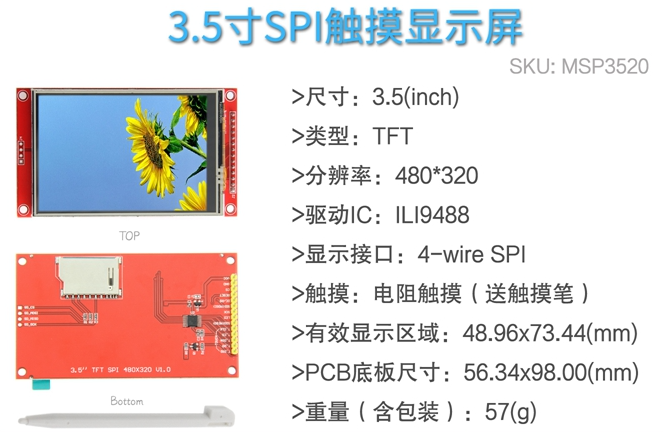 3.5寸SPI触摸显示屏
SKU: MSP3520
>尺寸：3.5(inch)
>类型：TFT
>分辨率：480*320
>驱动IC：ILI9488
>显示接口：4-wire SPI
>触摸：电阻触摸（送触摸笔）
>有效显示区域：48.96x73.44(mm)
>PCB底板尺寸：56.34x98.00(mm)
>重量（含包装）：57(g)
TOP
3.5'' TFT SPI 480X320 V1.0
Bottom